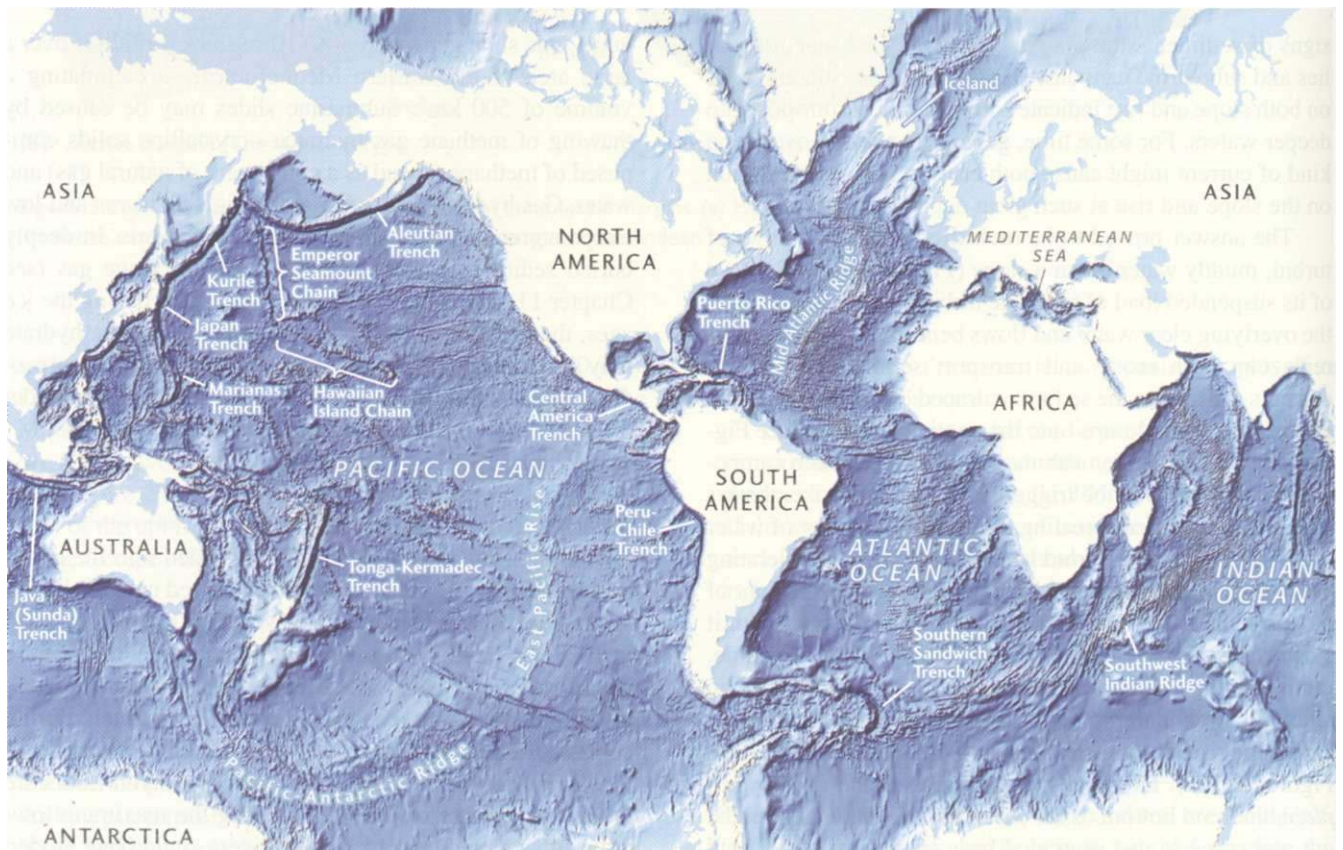 Iceland
ASIA
ASIA
NORTH
AMERICA
Aleutian
Trench
MEDITERRANEAN
SEA
Emperor
Seamount
Chain
Kurile
Trench
Mid-Atlantic Ridge
Puerto Rico
Trench
Japan
Trench
Marianas
Trench
Hawaiian
Island Chain
Central
America
Trench
AFRICA
PACIFIC OCEAN
SOUTH
AMERICA
Peru-
Chile
Trench
AUSTRALIA
ATLANTIC
OCEAN
INDIAN
OCEAN
Tonga-Kermadec
Trench
Java
(Sunda)
Trench
East Pacific Rise
Southern
Sandwich
Trench
Southwest
Indian Ridge
Pacific-Antarctic Ridge
ANTARCTICA